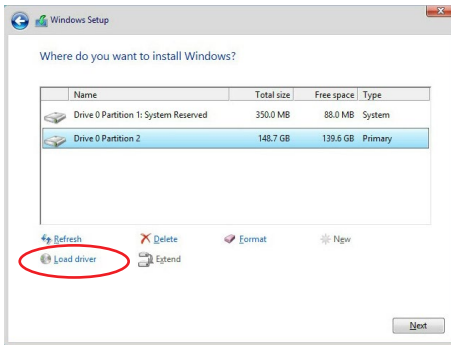 Windows Setup
Where do you want to install Windows?
Name Total size Free space Type
Drive 0 Partition 1: System Reserved 350.0 MB 88.0 MB System
Drive 0 Partition 2 148.7 GB 139.6 GB Primary
Refresh Delete Format New
Load driver Extend
Next